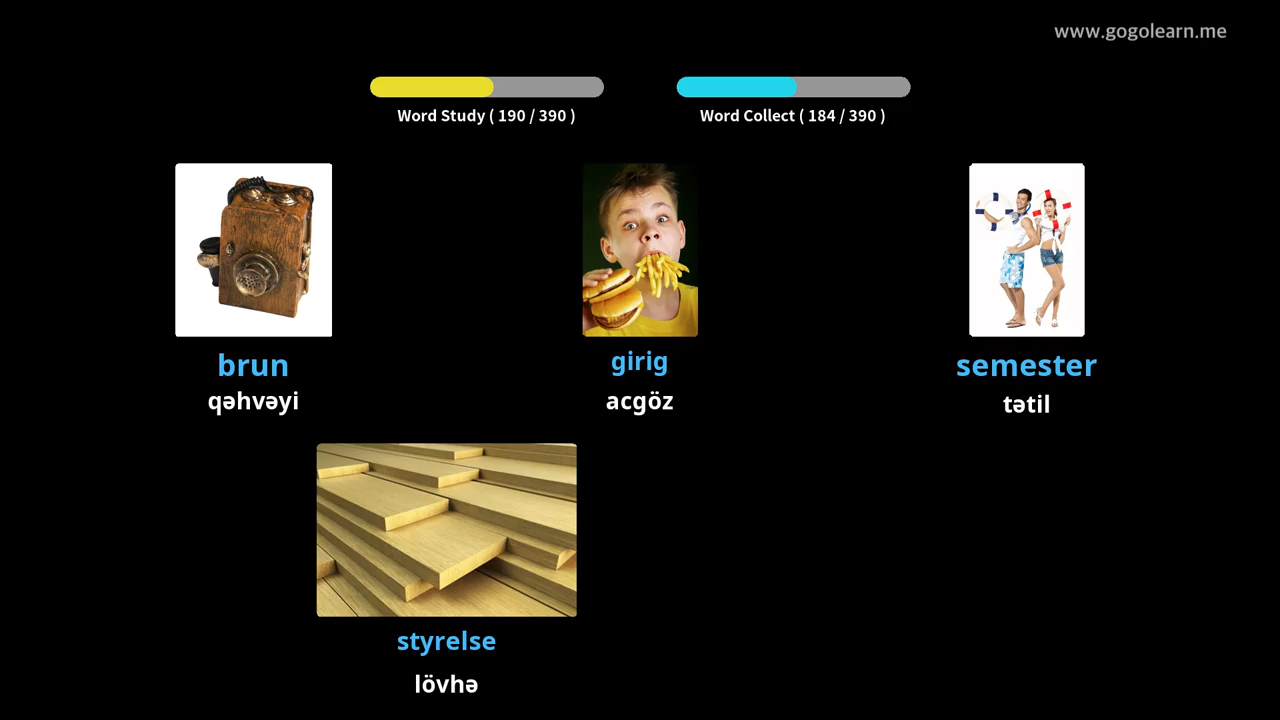 www.gogolearn.me
Word Study ( 190 / 390 )
Word Collect ( 184 / 390 )
brun
qəhvəyi
girig
acgöz
semester
tətil
styrelse
lövhə